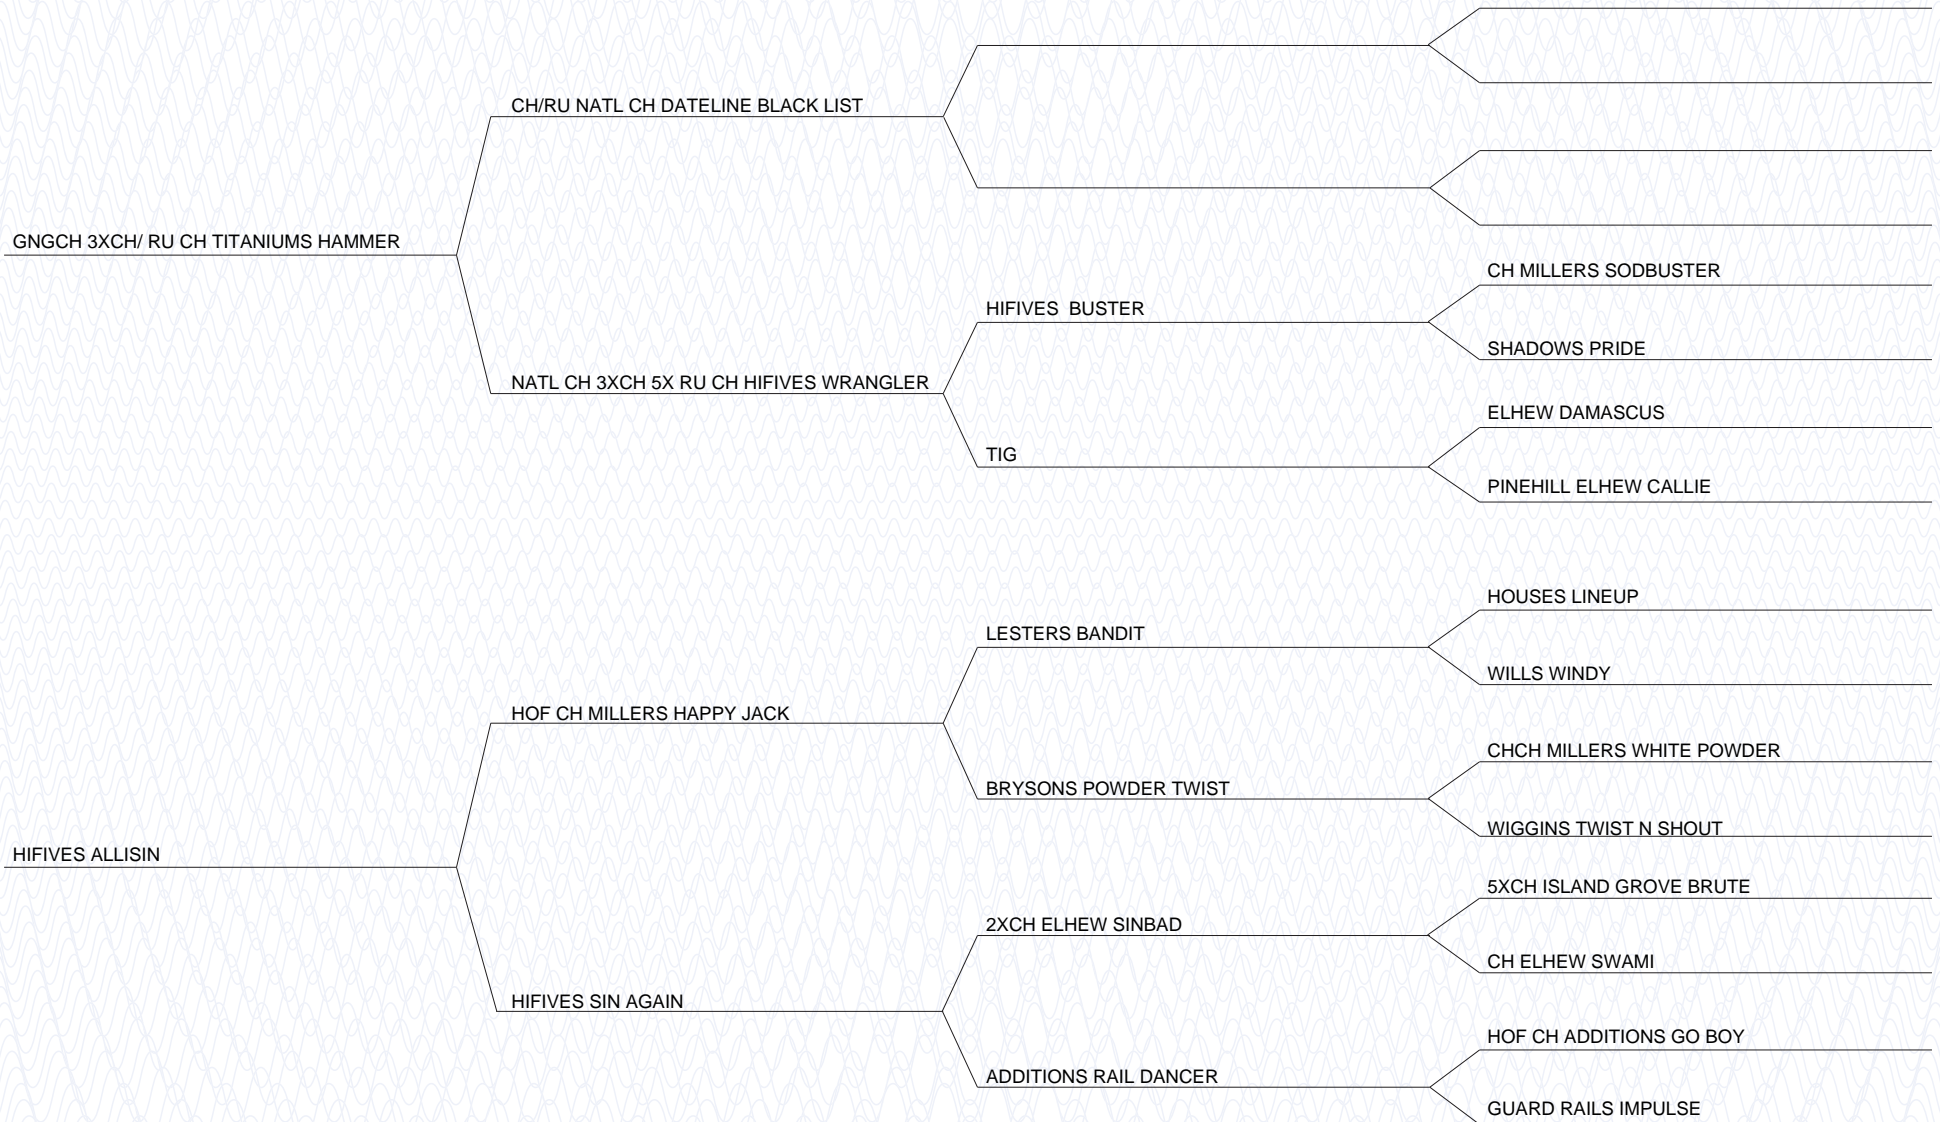 CH/RU NATL CH DATELINE BLACK LIST
GNGCH 3XCH/ RU CH TITANIUMS HAMMER
CH MILLERS SODBUSTER
HIFIVES  BUSTER
SHADOWS PRIDE
NATL CH 3XCH 5X RU CH HIFIVES WRANGLER
ELHEW DAMASCUS
TIG
PINEHILL ELHEW CALLIE
HOUSES LINEUP
LESTERS BANDIT
WILLS WINDY
HOF CH MILLERS HAPPY JACK
CHCH MILLERS WHITE POWDER
BRYSONS POWDER TWIST
WIGGINS TWIST N SHOUT
HIFIVES ALLISIN
5XCH ISLAND GROVE BRUTE
2XCH ELHEW SINBAD
CH ELHEW SWAMI
HIFIVES SIN AGAIN
HOF CH ADDITIONS GO BOY
ADDITIONS RAIL DANCER
GUARD RAILS IMPULSE